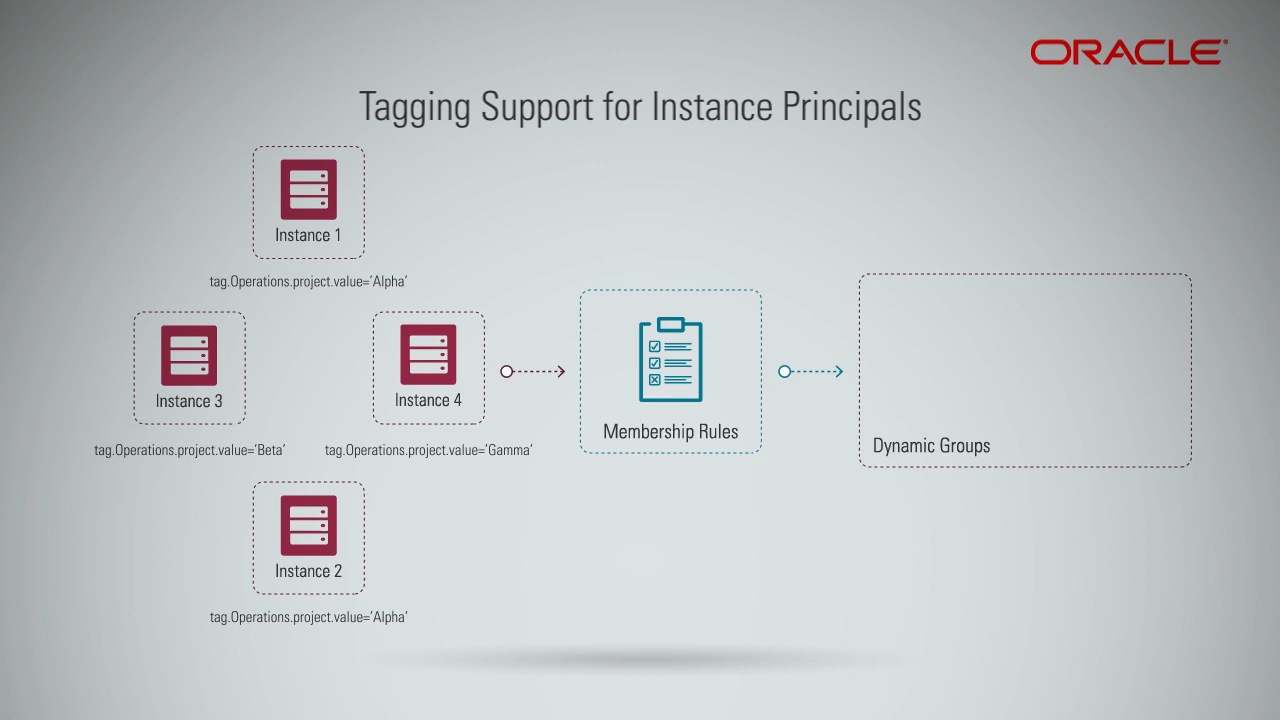 ORACLE
Tagging Support for Instance Principals
Instance 1
tag.Operations.project.value=‘Alpha’
Instance 3
tag.Operations.project.value=‘Beta’
Instance 4
tag.Operations.project.value=‘Gamma’
Instance 2
tag.Operations.project.value=‘Alpha’
Membership Rules
Dynamic Groups